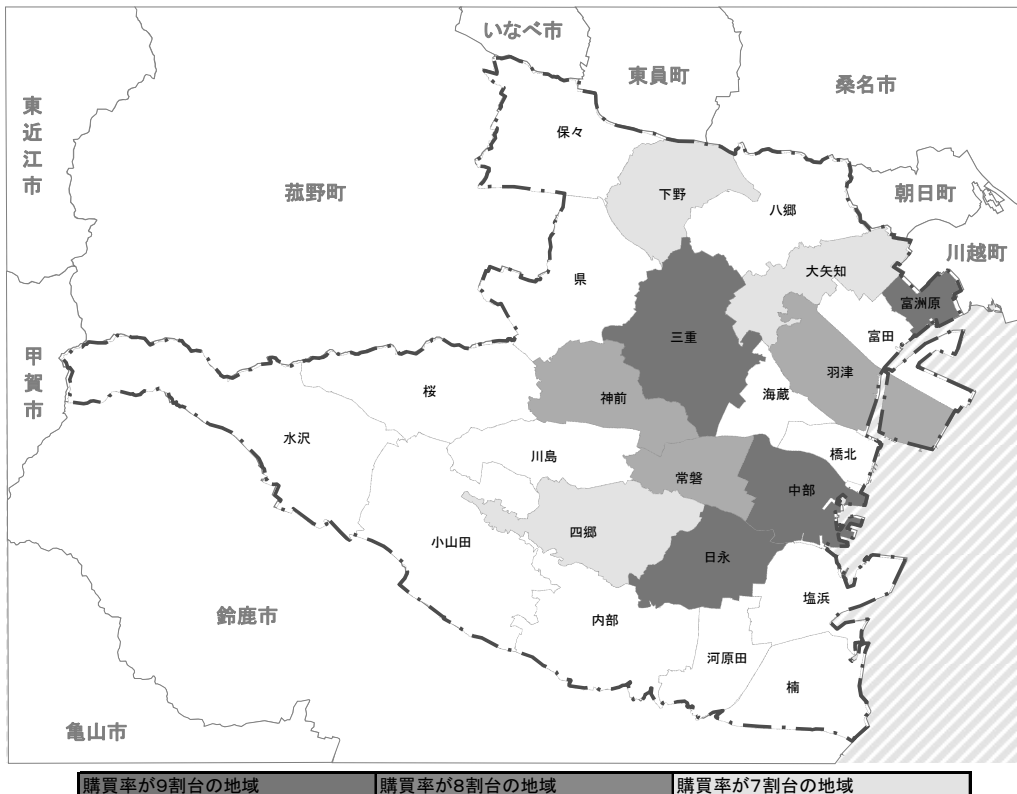 いなべ市
東員町
桑名市
東近江市
保々
菰野町
下野
朝日町
八郷
川越町
大矢知
県
富洲原
三重
富田
甲賀市
羽津
桜
神前
海蔵
水沢
川島
橋北
常磐
中部
四郷
小山田
日永
塩浜
鈴鹿市
内部
河原田
楠
亀山市
購買率が9割台の地域
購買率が8割台の地域
購買率が7割台の地域